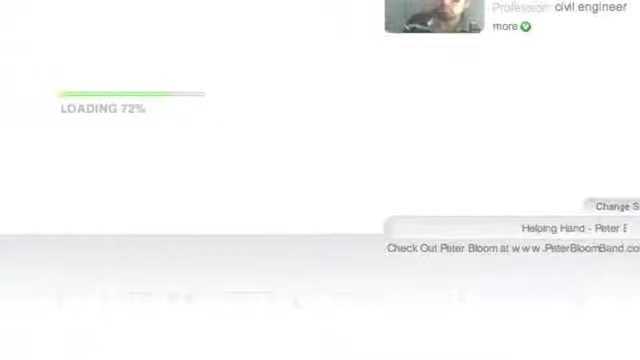 Profession: civil engineer
more
LOADING 72%
Change S
Helping Hand - Peter B
Check Out Peter Bloom at www.PeterBloomBand.co